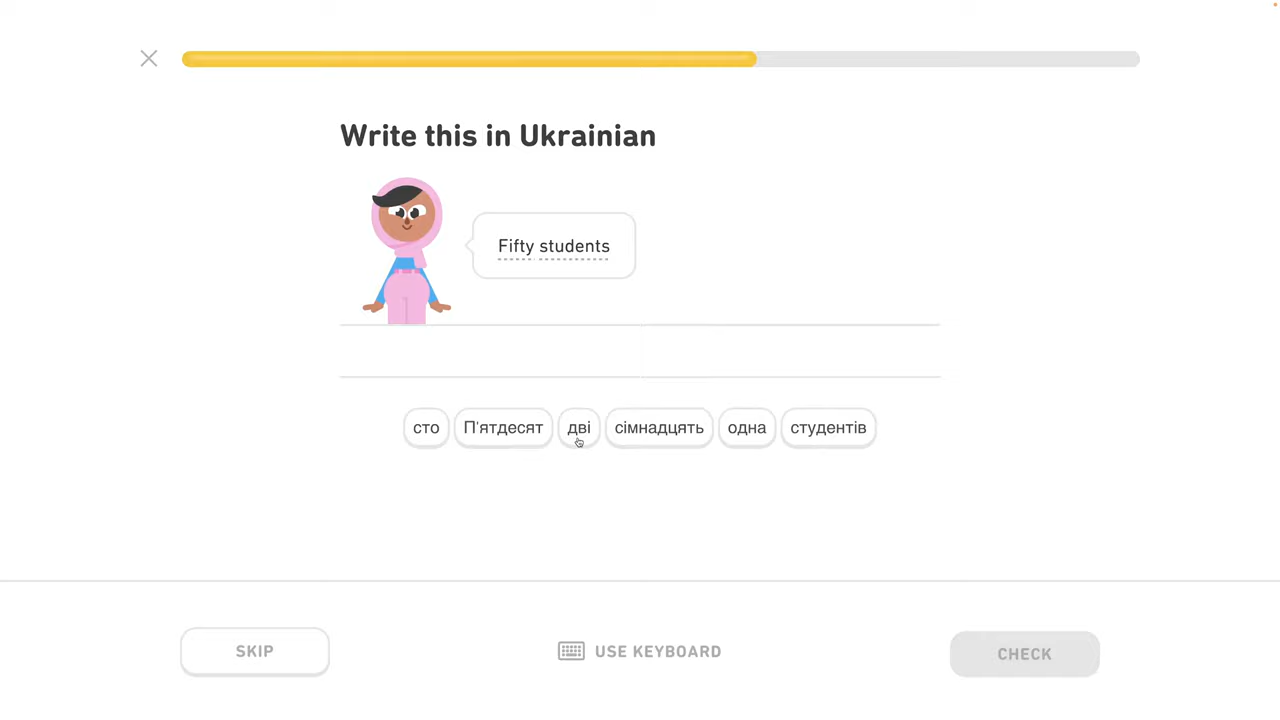 Write this in Ukrainian
Fifty students
сто П'ятдесят дві сімнадцять одна студентів
SKIP USE KEYBOARD CHECK